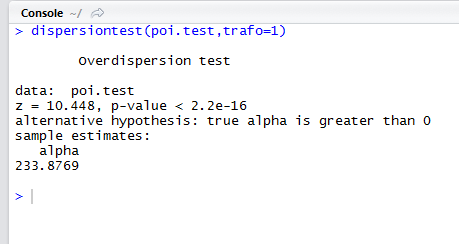 Console ~/
> dispersiontest(poi.test,trafo=1)
Overdispersion test
data:  poi.test
z = 10.448, p-value < 2.2e-16
alternative hypothesis: true alpha is greater than 0
sample estimates:
alpha
233.8769
>